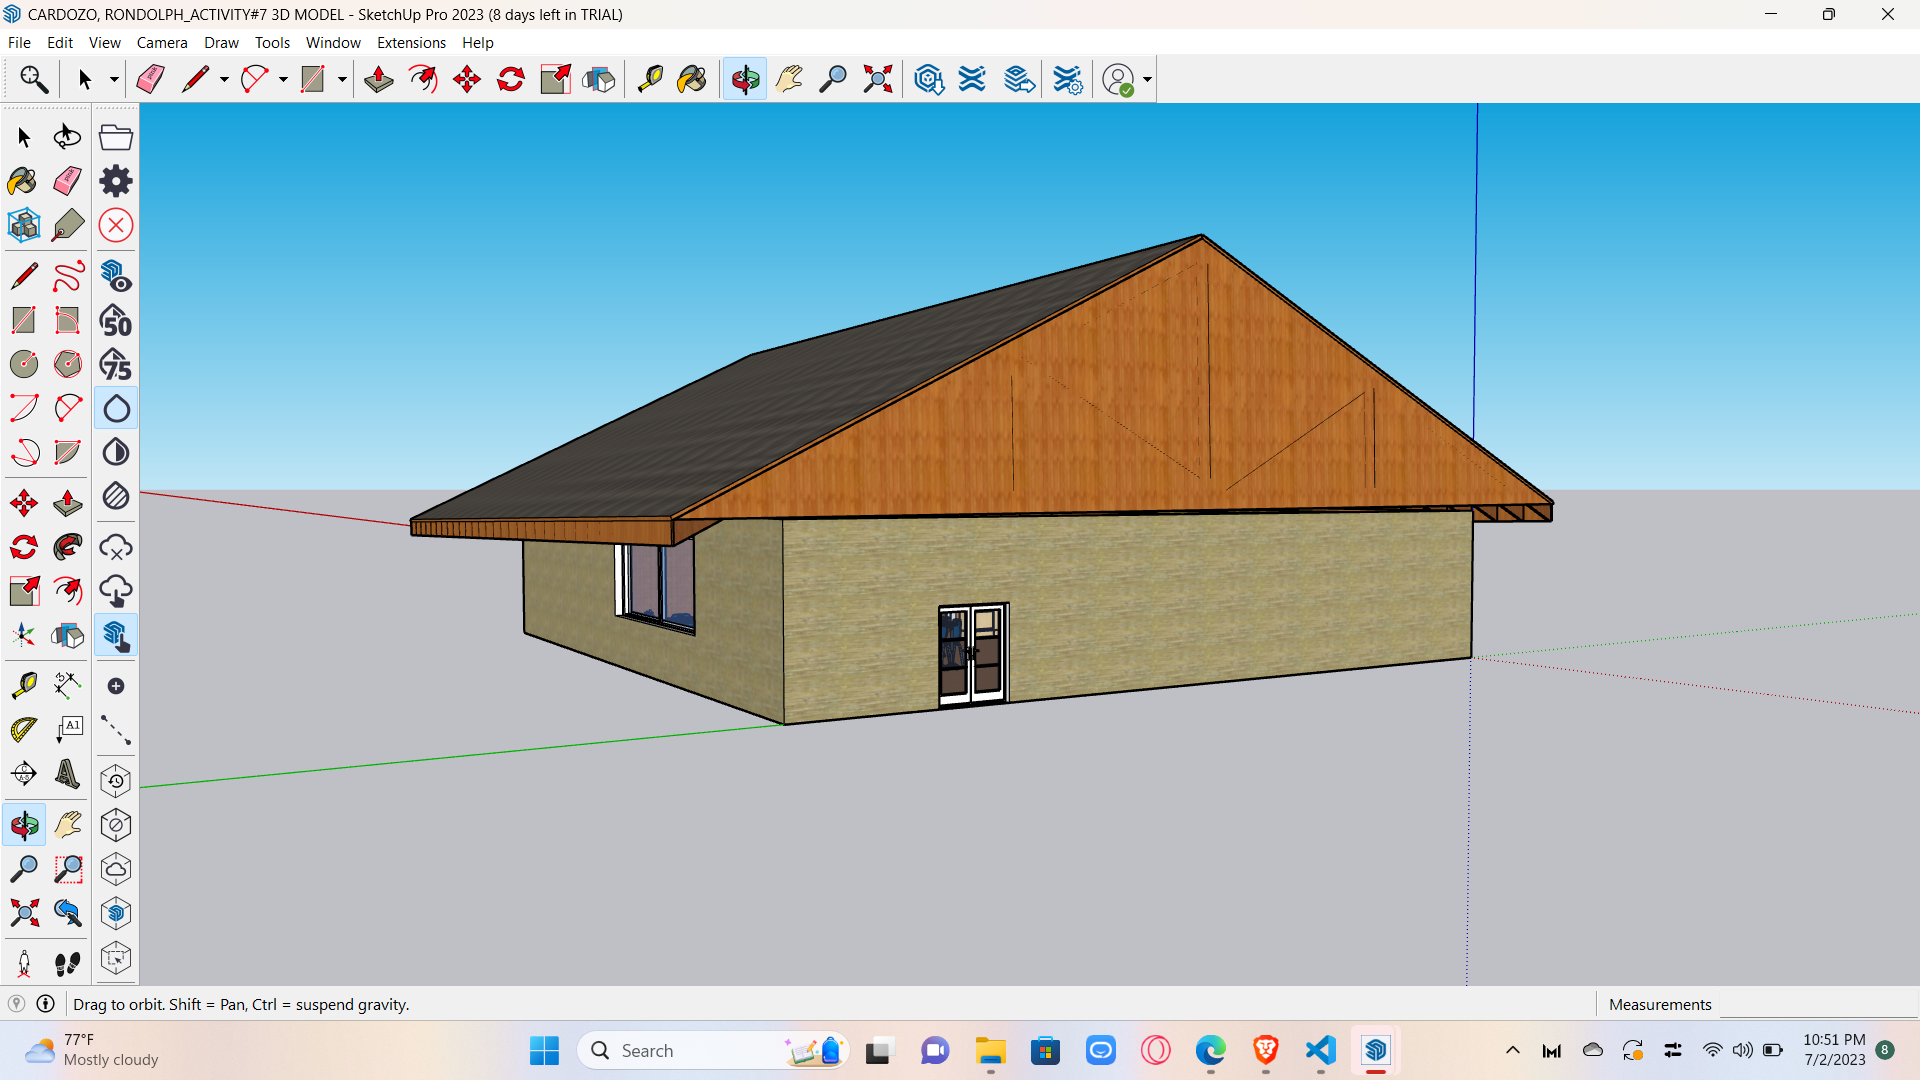 CARDOZO, RONDOLPH_ACTIVITY#7 3D MODEL - SketchUp Pro 2023 (8 days left in TRIAL)
File Edit View Camera Draw Tools Window Extensions Help
50
75
A1
Drag to orbit. Shift = Pan, Ctrl = suspend gravity.
Measurements
77°F
Mostly cloudy
Search
10:51 PM
7/2/2023
8